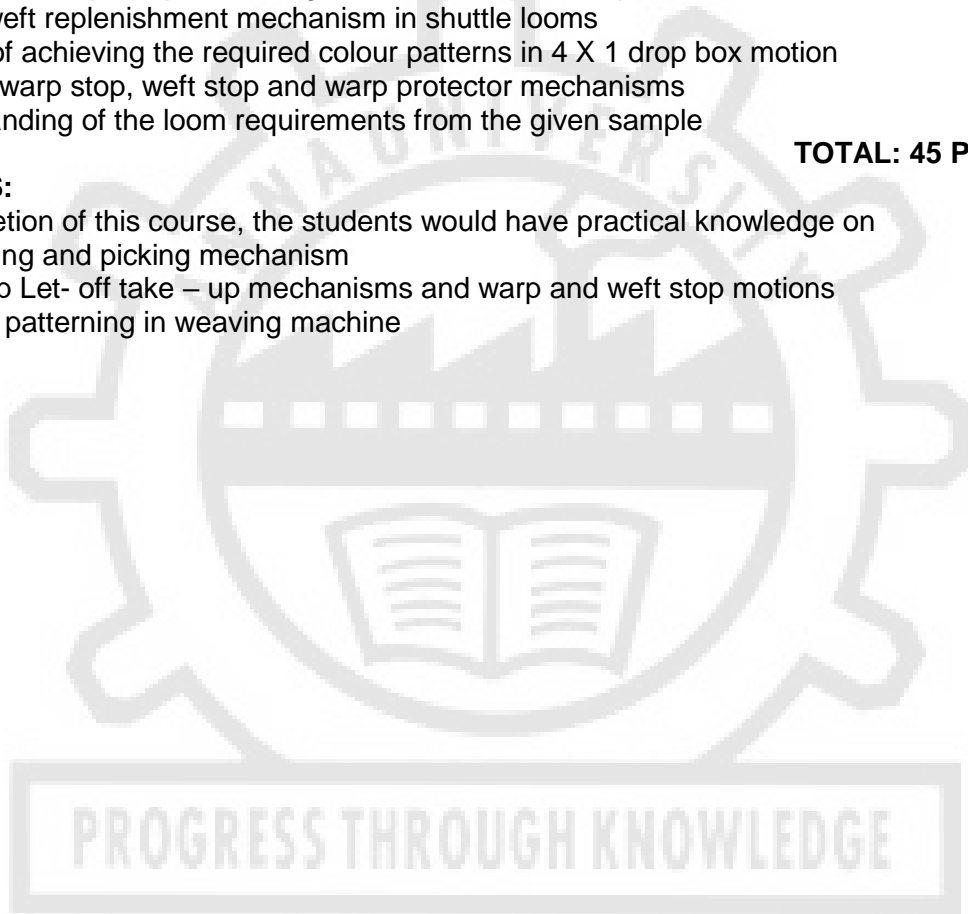 eft replenishment mechanism in shuttle looms
of achieving the required colour patterns in 4 X 1 drop box motion
warp stop, weft stop and warp protector mechanisms
anding of the loom requirements from the given sample
TOTAL: 45 P
:
etion of this course, the students would have practical knowledge on
ing and picking mechanism
o Let- off take – up mechanisms and warp and weft stop motions
patterning in weaving machine
ANNA UNIVERSITY
PROGRESS THROUGH KNOWLEDGE